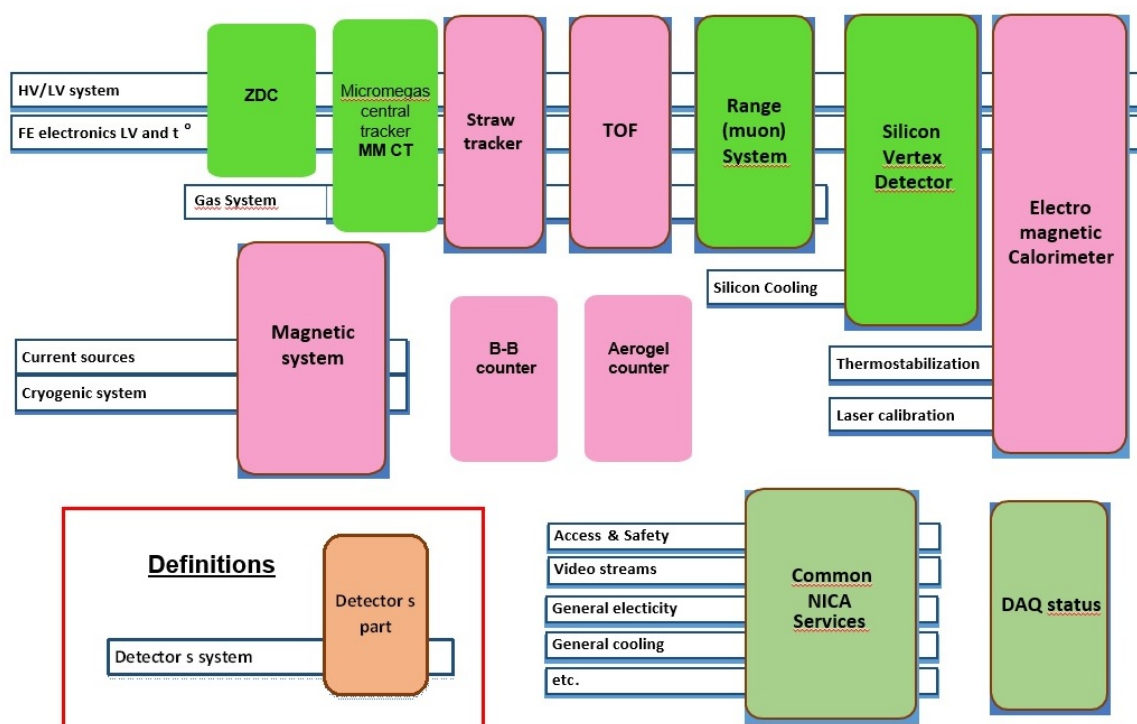 HV/LV system
FE electronics LV and t °
Gas System
ZDC
Micromegas
central
tracker
MM CT
Straw
tracker
TOF
Range
(muon)
System
Silicon
Vertex
Detector
Electro
magnetic
Calorimeter
Silicon Cooling
Thermostabilization
Laser calibration
Current sources
Cryogenic system
Magnetic
system
B-B
counter
Aerogel
counter
Definitions
Detector s
part
Detector s system
Access & Safety
Video streams
General electicity
General cooling
etc.
Common
NICA
Services
DAQ status